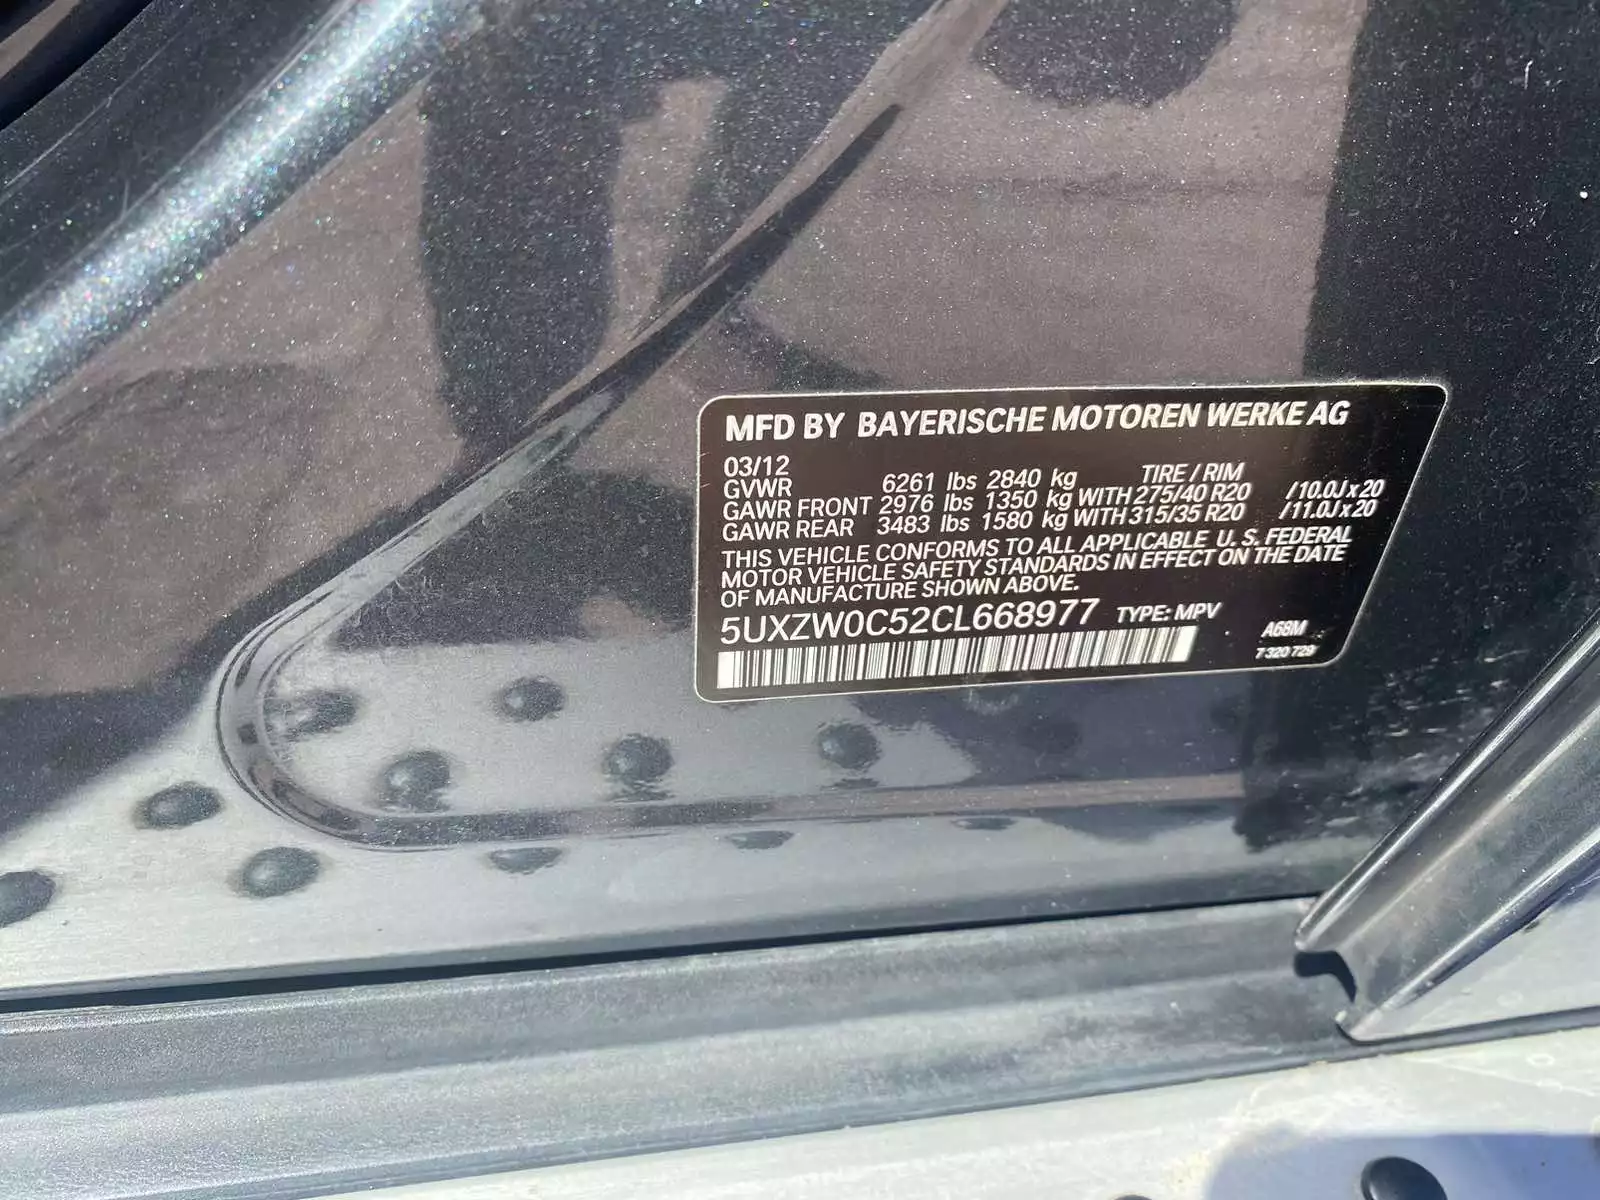 MFD BY BAYERISCHE MOTOREN WERKE AG
03/12
GVWR 6261 lbs 2840 kg TIRE / RIM
GAWR FRONT 2976 lbs 1350 kg WITH 275/40 R20 /10.0J x 20
GAWR REAR 3483 lbs 1580 kg WITH 315/35 R20 /11.0J x 20
THIS VEHICLE CONFORMS TO ALL APPLICABLE U. S. FEDERAL
MOTOR VEHICLE SAFETY STANDARDS IN EFFECT ON THE DATE
OF MANUFACTURE SHOWN ABOVE.
5UXZW0C52CL668977 TYPE: MPV
A68M
7 320 729